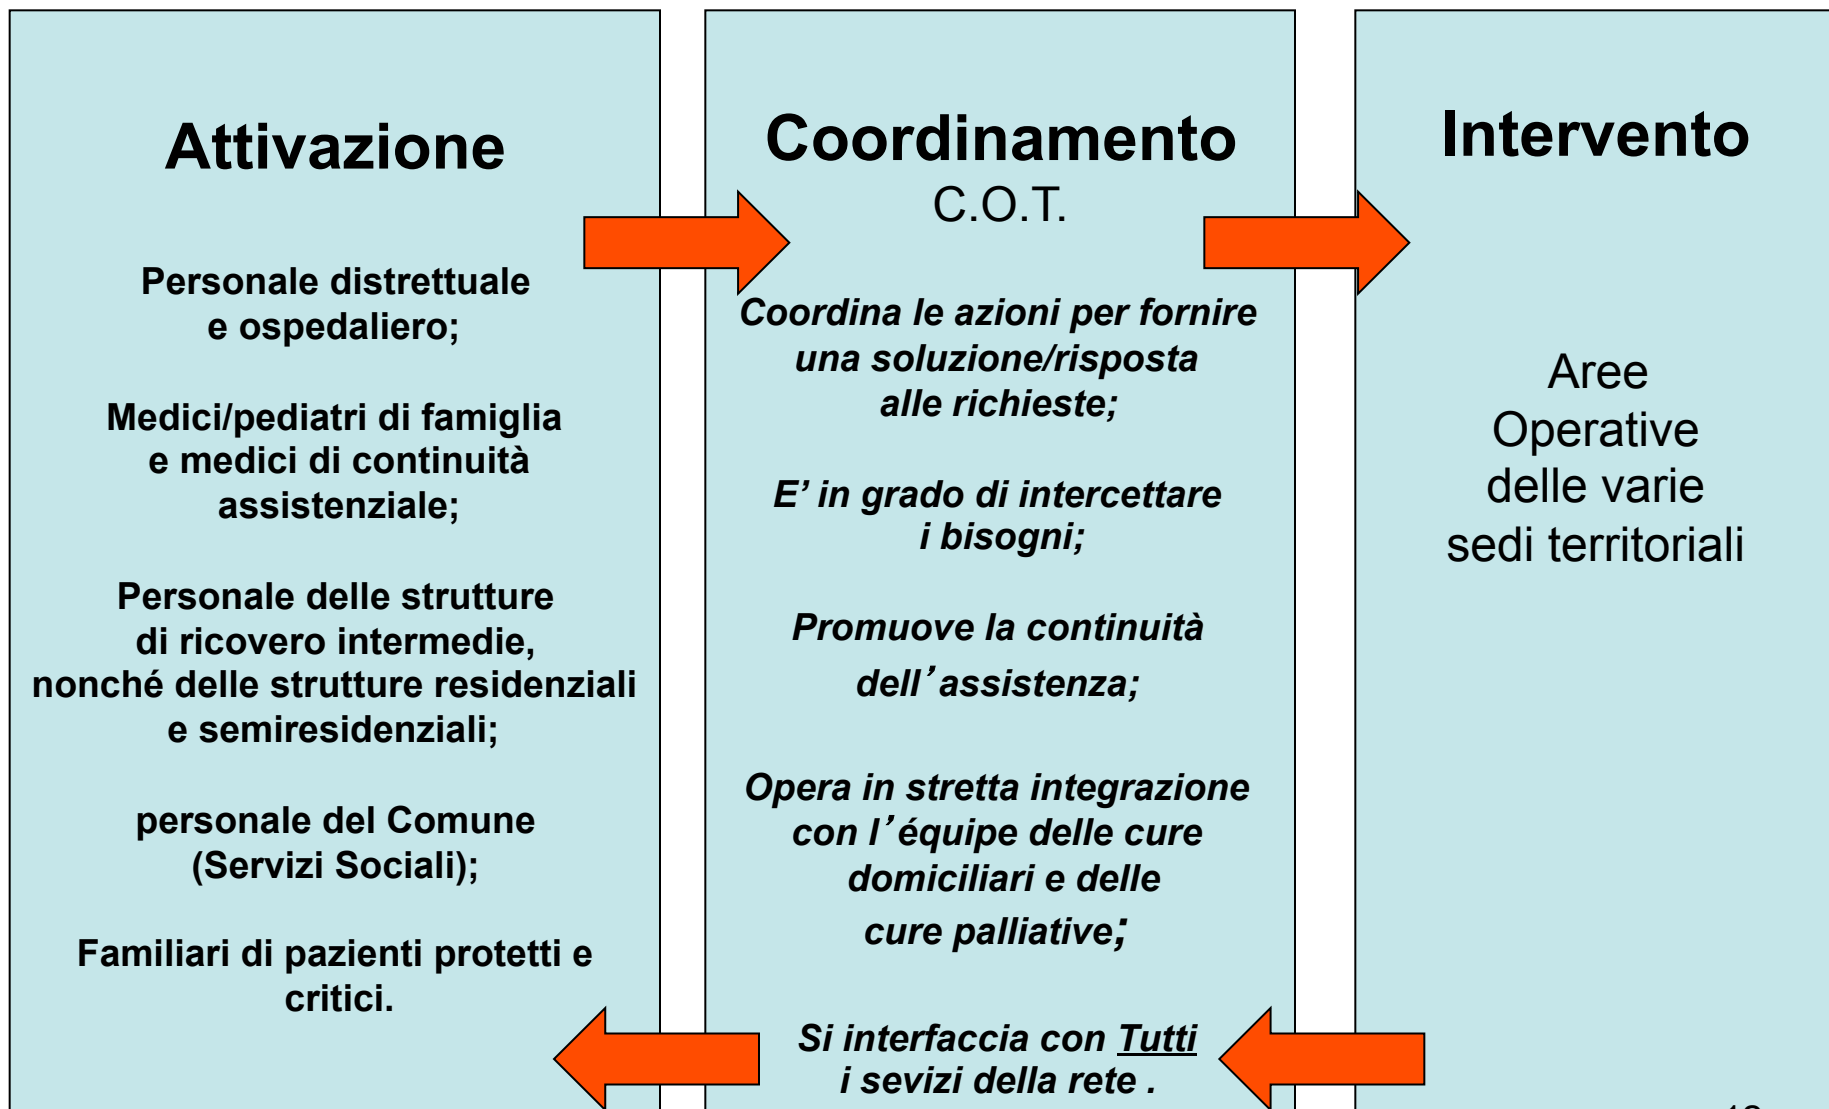 Attivazione
Personale distrettuale
e ospedaliero;
Medici/pediatri di famiglia
e medici di continuità
assistenziale;
Personale delle strutture
di ricovero intermedie,
nonché delle strutture residenziali
e semiresidenziali;
personale del Comune
(Servizi Sociali);
Familiari di pazienti protetti e
critici.
Coordinamento
C.O.T.
Coordina le azioni per fornire
una soluzione/risposta
alle richieste;
E’ in grado di intercettare
i bisogni;
Promuove la continuità
dell’assistenza;
Opera in stretta integrazione
con l’équipe delle cure
domiciliari e delle
cure palliative;
Si interfaccia con Tutti
i sevizi della rete .
Intervento
Aree
Operative
delle varie
sedi territoriali